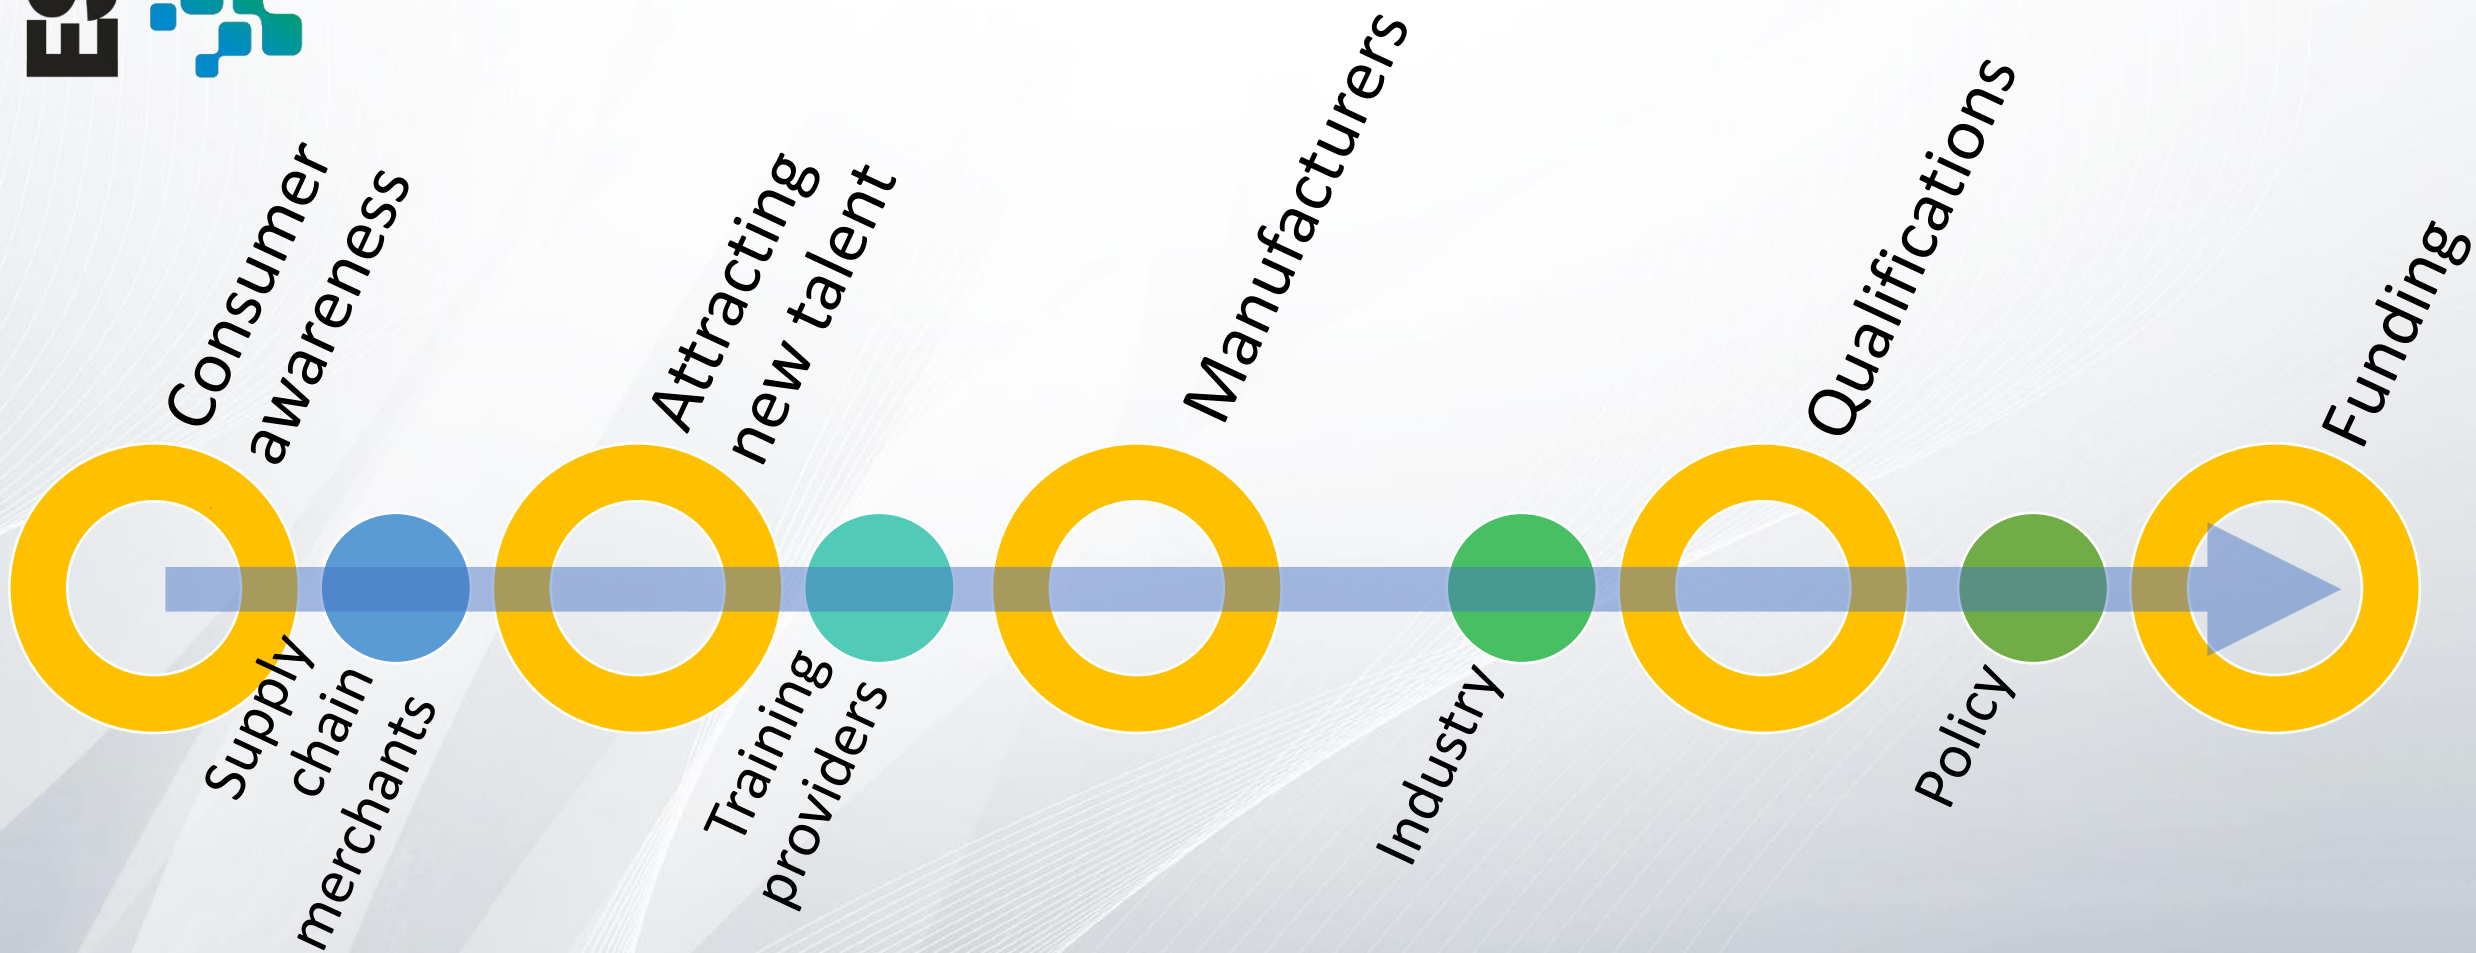 Consumer
awareness
Supply
chain
merchants
Attracting
new talent
Training
providers
Manufacturers
Industry
Qualifications
Policy
Funding